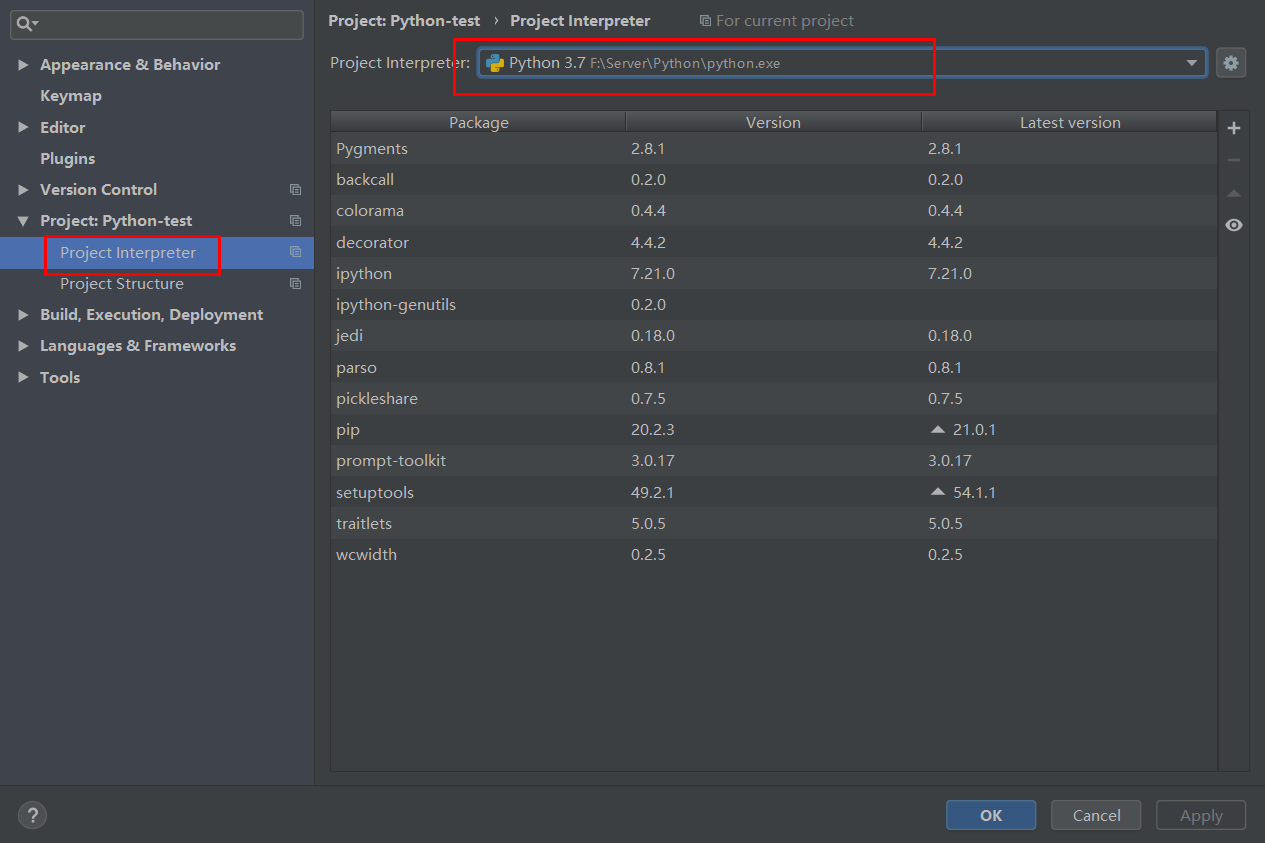 Project: Python-test › Project Interpreter For current project
Project Interpreter: Python 3.7 F:\Server\Python\python.exe
Appearance & Behavior
Keymap
Editor
Plugins
Version Control
Project: Python-test
Project Interpreter
Project Structure
Build, Execution, Deployment
Languages & Frameworks
Tools
Package Version Latest version
Pygments 2.8.1 2.8.1
backcall 0.2.0 0.2.0
colorama 0.4.4 0.4.4
decorator 4.4.2 4.4.2
ipython 7.21.0 7.21.0
ipython-genutils 0.2.0
jedi 0.18.0 0.18.0
parso 0.8.1 0.8.1
pickleshare 0.7.5 0.7.5
pip 20.2.3 21.0.1
prompt-toolkit 3.0.17 3.0.17
setuptools 49.2.1 54.1.1
traitlets 5.0.5 5.0.5
wcwidth 0.2.5 0.2.5
? OK Cancel Apply